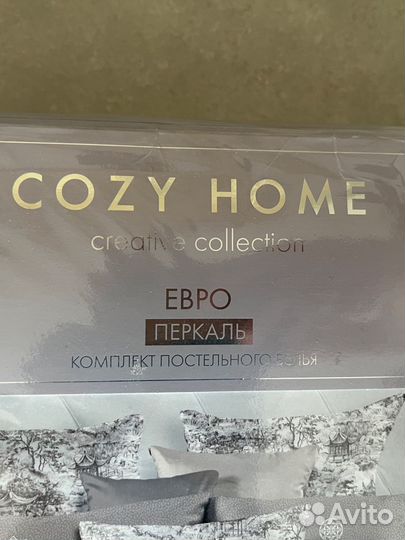 COZY HOME
creative collection
ЕВРО
ПЕРКАЛЬ
КОМПЛЕКТ ПОСТЕЛЬНОГО БЕЛЬЯ
Avito